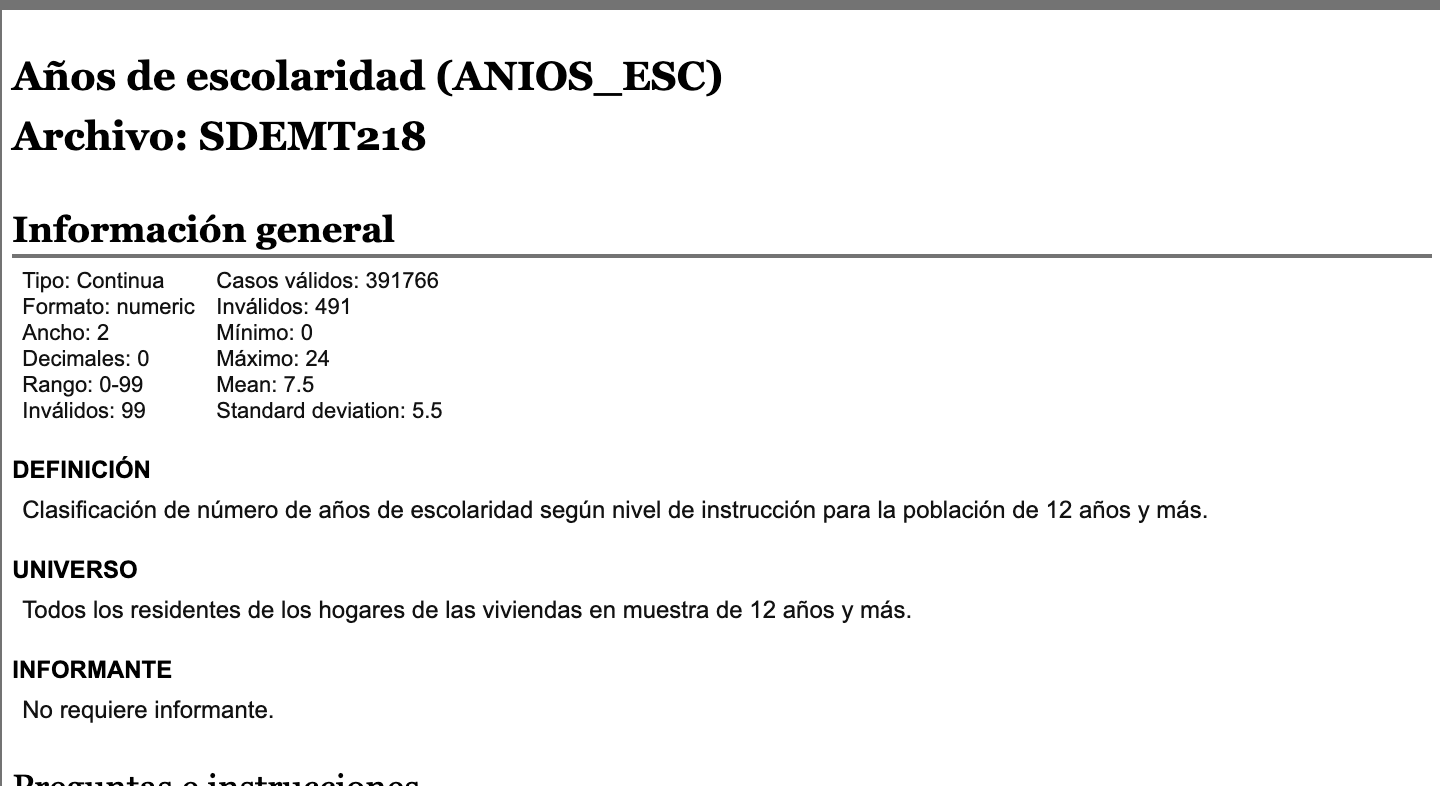 Años de escolaridad (ANIOS_ESC)
Archivo: SDEMT218
Información general
Tipo: Continua
Formato: numeric
Ancho: 2
Decimales: 0
Rango: 0-99
Inválidos: 99
Casos válidos: 391766
Inválidos: 491
Mínimo: 0
Máximo: 24
Mean: 7.5
Standard deviation: 5.5
DEFINICIÓN
Clasificación de número de años de escolaridad según nivel de instrucción para la población de 12 años y más.
UNIVERSO
Todos los residentes de los hogares de las viviendas en muestra de 12 años y más.
INFORMANTE
No requiere informante.
Preguntas e instrucciones